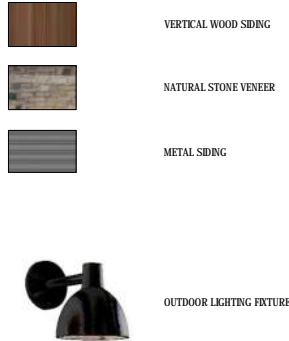 VERTICAL WOOD SIDING
NATURAL STONE VENEER
METAL SIDING
OUTDOOR LIGHTING FIXTURE